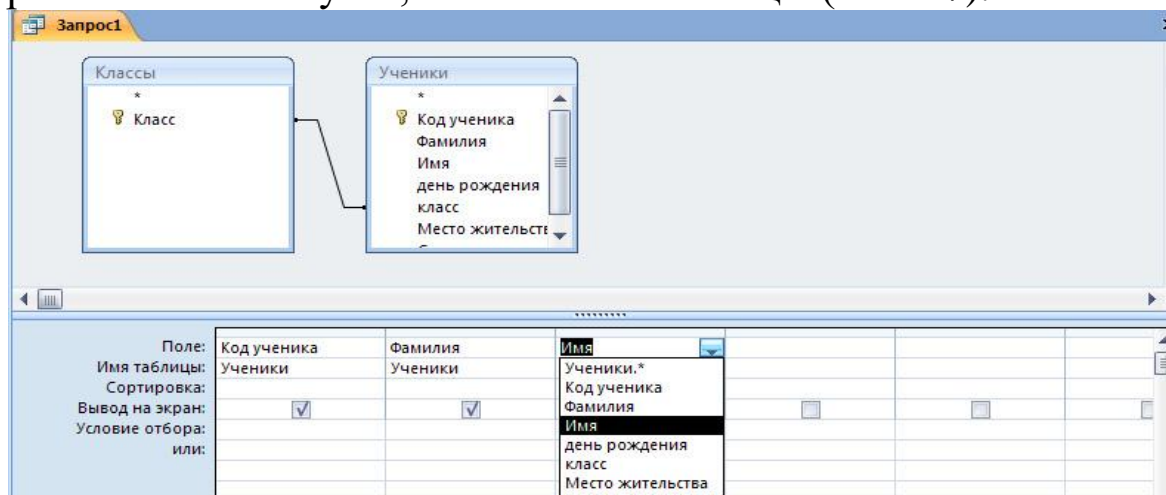 Запрос1
Классы
*
Класс
Ученики
*
Код ученика
Фамилия
Имя
день рождения
класс
Место жительств
Поле: Код ученика Фамилия Имя
Имя таблицы: Ученики Ученики
Сортировка:
Вывод на экран:
Условие отбора:
или:
Ученики.*
Код ученика
Фамилия
Имя
день рождения
класс
Место жительства